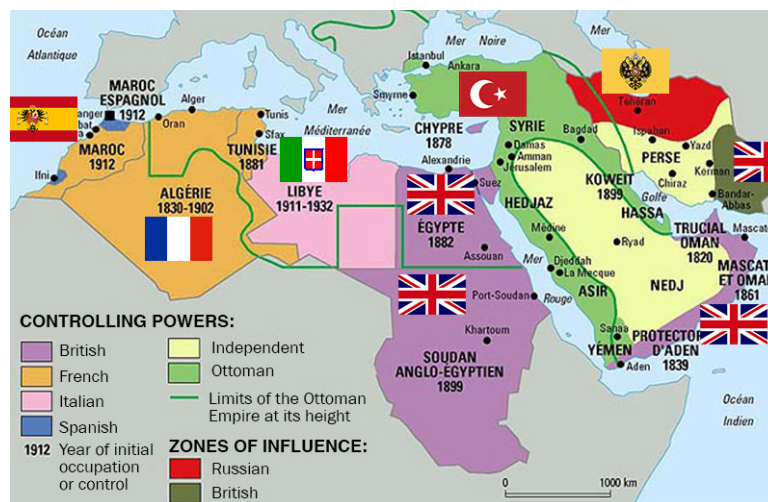 Océan
Atlantique
Mer Noire
Mer
Istanbul
Ankara
Smyrne
MAROC
ESPAGNOL
1912
Alger
Oran
Tunis
Sfax
Mer
Méditerranée
CHYPRE
1878
SYRIE
Damas
Amman
Jérusalem
Bagdad
Téhéran
Ispahan
Yazd
PERSE
Kerman
Chiraz
Bandar-
Abbas
MAROC
1912
Ifni
TUNISIE
1881
ALGÉRIE
1830-1902
LIBYE
1911-1932
Alexandrie
Suez
ÉGYPTE
1882
Assouan
HEDJAZ
KOWEIT
1899
Golfe
HASSA
TRUCIAL
OMAN
1820
Mascate
MASCATE
ET OMAN
1861
Médine
Ryad
Mer
Rouge
Djeddah
La Mecque
NEDJ
ASIR
Port-Soudan
Khartoum
SOUDAN
ANGLO-ÉGYPTIEN
1899
Sanaa
YÉMEN
Aden
PROTECTOR
D'ADEN
1839
Océan
Indien
CONTROLLING POWERS:
British
French
Italian
Spanish
1912 Year of initial
occupation
or control
Independent
Ottoman
Limits of the Ottoman
Empire at its height
ZONES OF INFLUENCE:
Russian
British
0 1000 km